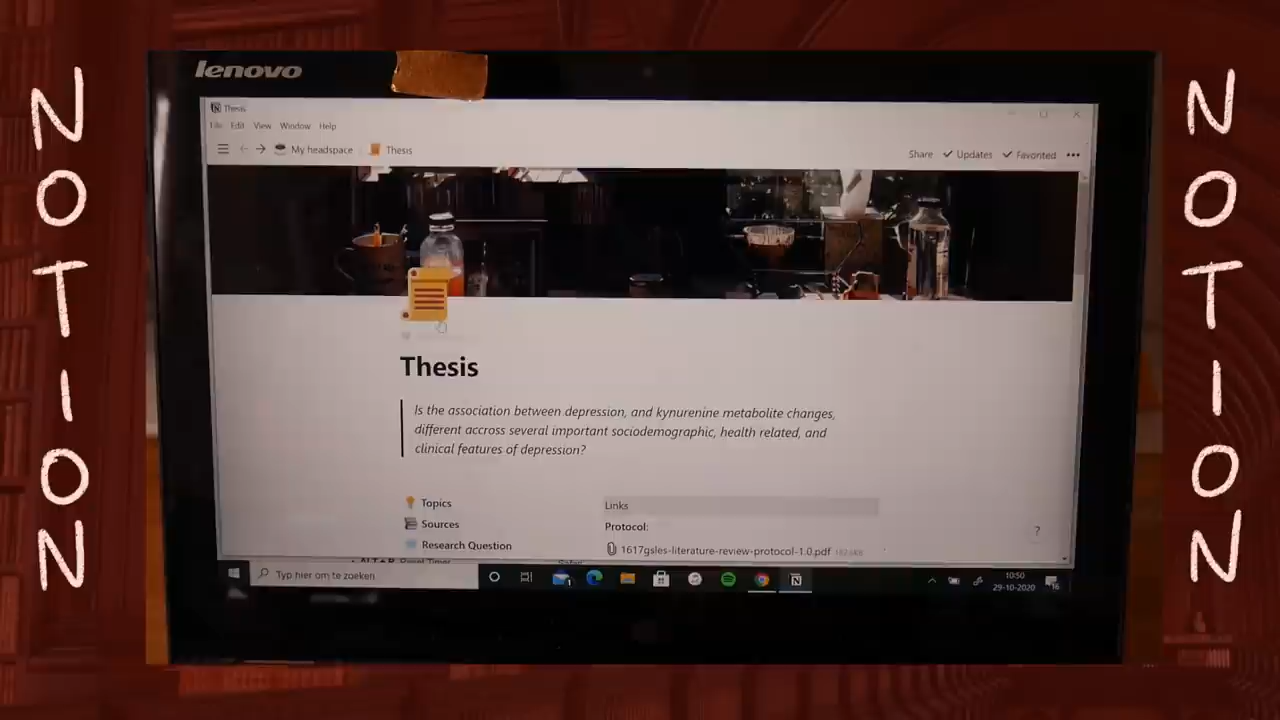 NOTION
lenovo
Thesis
File Edit View Window Help
My headspace Thesis
Share Updates Favorited
Thesis
Is the association between depression, and kynurenine metabolite changes,
different accross several important sociodemographic, health related, and
clinical features of depression?
Topics
Sources
Research Question
Links
Protocol:
1617gsles-literature-review-protocol-1.0.pdf
?
Typ hier om te zoeken
1
10:50
29-10-2020
16
NOTION